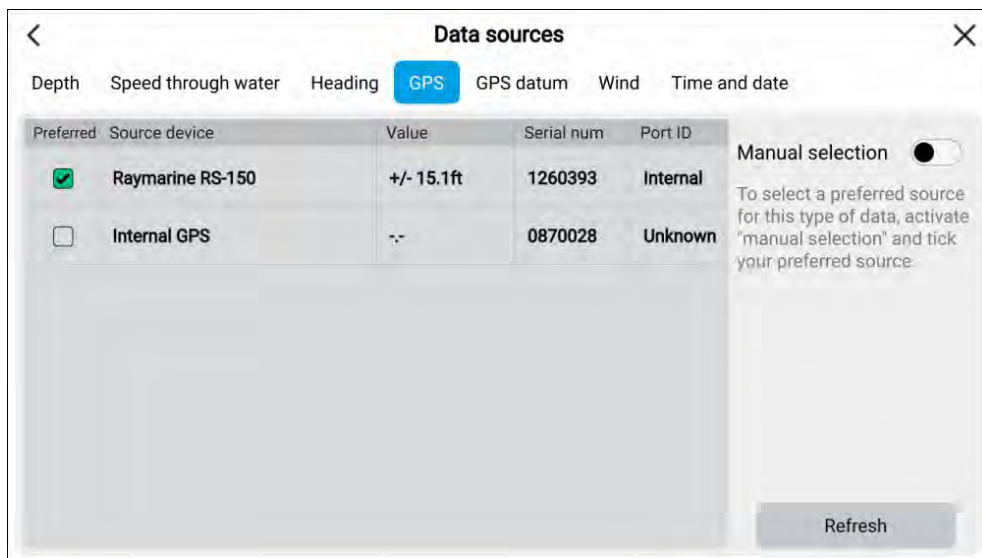 Data sources
Depth Speed through water Heading GPS GPS datum Wind Time and date
Preferred Source device Value Serial num Port ID
Raymarine RS-150 +/- 15.1ft 1260393 Internal
Internal GPS -.- 0870028 Unknown
Manual selection
To select a preferred source
for this type of data, activate
"manual selection" and tick
your preferred source.
Refresh